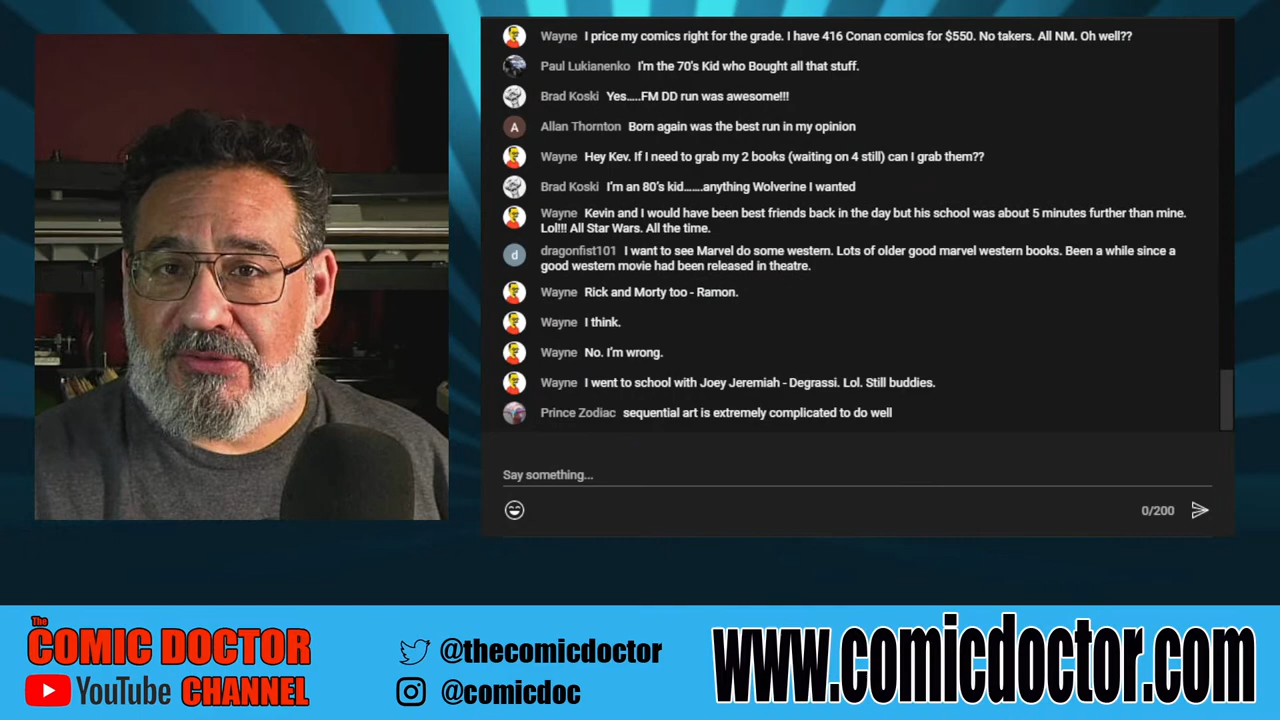 Wayne I price my comics right for the grade. I have 416 Conan comics for $550. No takers. All NM. Oh well??
Paul Lukianenko I'm the 70's Kid who Bought all that stuff.
Brad Koski Yes.....FM DD run was awesome!!!
A Allan Thornton Born again was the best run in my opinion
Wayne Hey Kev. If I need to grab my 2 books (waiting on 4 still) can I grab them??
Brad Koski I'm an 80's kid.......anything Wolverine I wanted
Wayne Kevin and I would have been best friends back in the day but his school was about 5 minutes further than mine.
Lol!!! All Star Wars. All the time.
d dragonfist101 I want to see Marvel do some western. Lots of older good marvel western books. Been a while since a
good western movie had been released in theatre.
Wayne Rick and Morty too - Ramon.
Wayne I think.
Wayne No. I'm wrong.
Wayne I went to school with Joey Jeremiah - Degrassi. Lol. Still buddies.
Prince Zodiac sequential art is extremely complicated to do well
Say something...
0/200
The
COMIC DOCTOR
YouTube CHANNEL
@thecomicdoctor
@comicdoc
www.comicdoctor.com